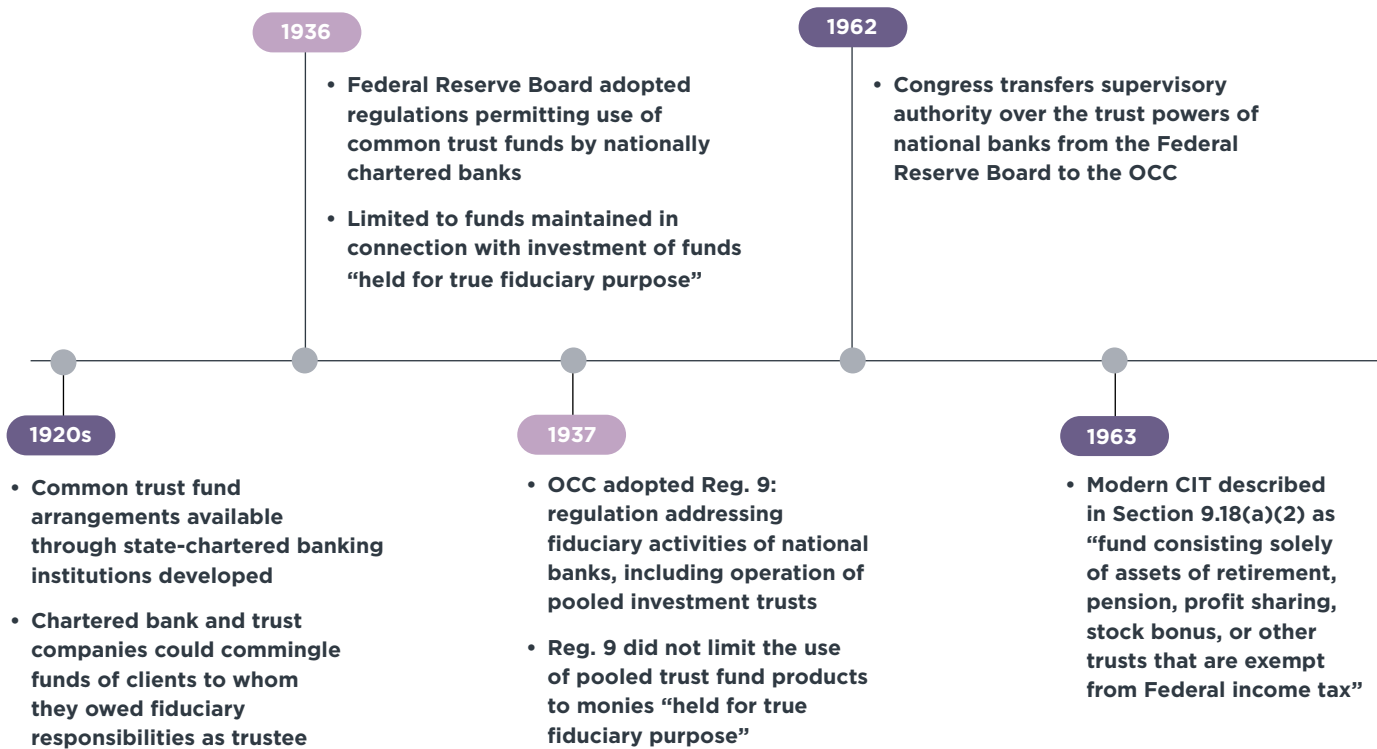 1936
• Federal Reserve Board adopted
regulations permitting use of
common trust funds by nationally
chartered banks
• Limited to funds maintained in
connection with investment of funds
“held for true fiduciary purpose”
1962
• Congress transfers supervisory
authority over the trust powers of
national banks from the Federal
Reserve Board to the OCC
1920s
• Common trust fund
arrangements available
through state-chartered banking
institutions developed
• Chartered bank and trust
companies could commingle
funds of clients to whom
they owed fiduciary
responsibilities as trustee
1937
• OCC adopted Reg. 9:
regulation addressing
fiduciary activities of national
banks, including operation of
pooled investment trusts
• Reg. 9 did not limit the use
of pooled trust fund products
to monies “held for true
fiduciary purpose”
1963
• Modern CIT described
in Section 9.18(a)(2) as
“fund consisting solely
of assets of retirement,
pension, profit sharing,
stock bonus, or other
trusts that are exempt
from Federal income tax”